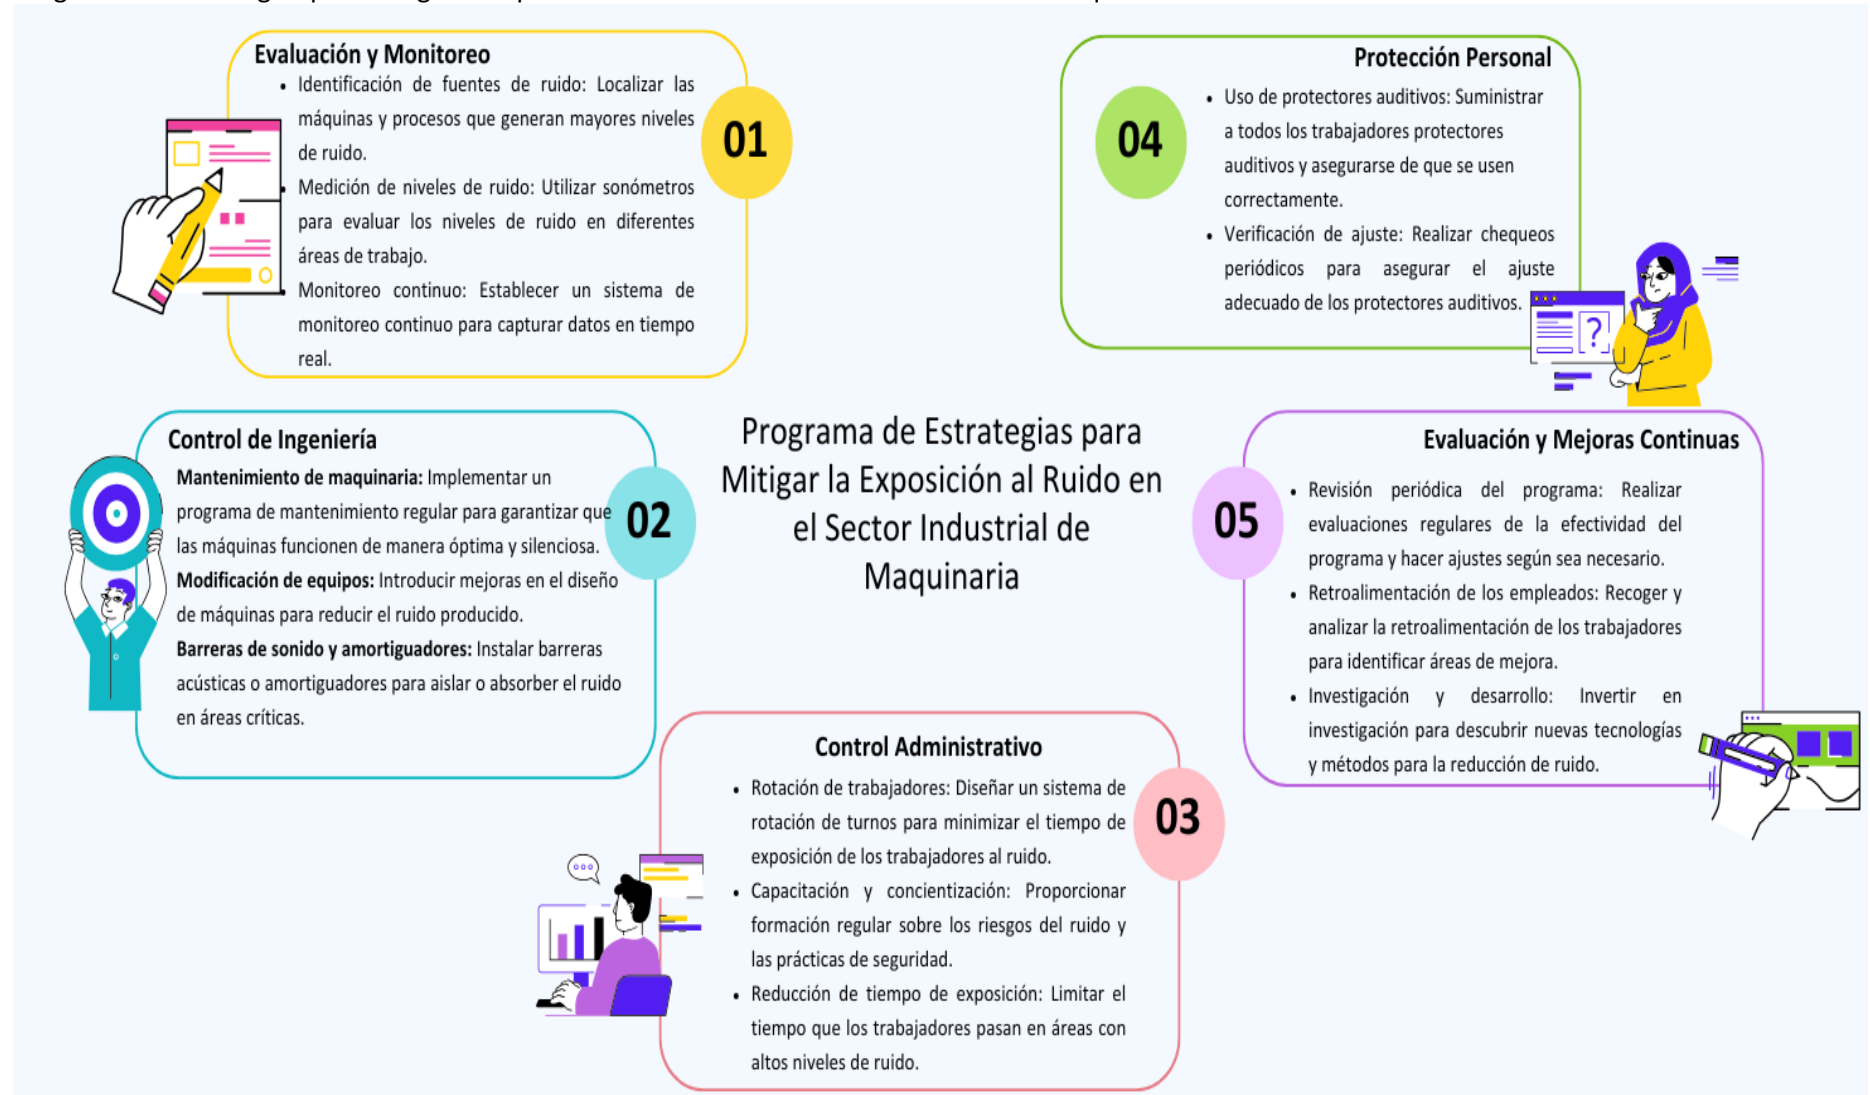 Evaluación y Monitoreo
• Identificación de fuentes de ruido: Localizar las
máquinas y procesos que generan mayores niveles
de ruido.
• Medición de niveles de ruido: Utilizar sonómetros
para evaluar los niveles de ruido en diferentes
áreas de trabajo.
• Monitoreo continuo: Establecer un sistema de
monitoreo continuo para capturar datos en tiempo
real.
01
Control de Ingeniería
Mantenimiento de maquinaria: Implementar un
programa de mantenimiento regular para garantizar que
las máquinas funcionen de manera óptima y silenciosa.
Modificación de equipos: Introducir mejoras en el diseño
de máquinas para reducir el ruido producido.
Barreras de sonido y amortiguadores: Instalar barreras
acústicas o amortiguadores para aislar o absorber el ruido
en áreas críticas.
02
Programa de Estrategias para
Mitigar la Exposición al Ruido en
el Sector Industrial de
Maquinaria
Control Administrativo
• Rotación de trabajadores: Diseñar un sistema de
rotación de turnos para minimizar el tiempo de
exposición de los trabajadores al ruido.
• Capacitación y concientización: Proporcionar
formación regular sobre los riesgos del ruido y
las prácticas de seguridad.
• Reducción de tiempo de exposición: Limitar el
tiempo que los trabajadores pasan en áreas con
altos niveles de ruido.
03
Protección Personal
04
• Uso de protectores auditivos: Suministrar
a todos los trabajadores protectores
auditivos y asegurarse de que se usen
correctamente.
• Verificación de ajuste: Realizar chequeos
periódicos para asegurar el ajuste
adecuado de los protectores auditivos.
?
Evaluación y Mejoras Continuas
05
• Revisión periódica del programa: Realizar
evaluaciones regulares de la efectividad del
programa y hacer ajustes según sea necesario.
• Retroalimentación de los empleados: Recoger y
analizar la retroalimentación de los trabajadores
para identificar áreas de mejora.
• Investigación y desarrollo: Invertir en
investigación para descubrir nuevas tecnologías
y métodos para la reducción de ruido.